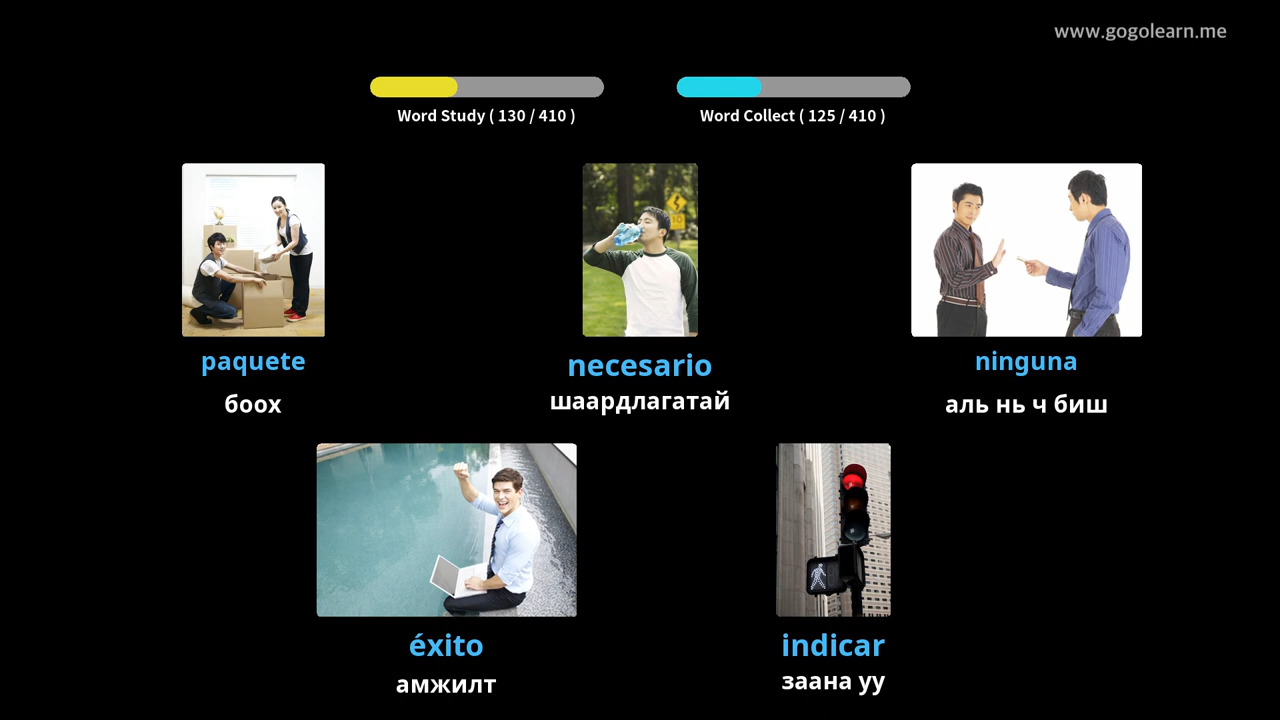 www.gogolearn.me
Word Study ( 130 / 410 )
Word Collect ( 125 / 410 )
paquete
боох
necesario
шаардлагатай
ninguna
аль нь ч биш
éxito
амжилт
indicar
заана уу